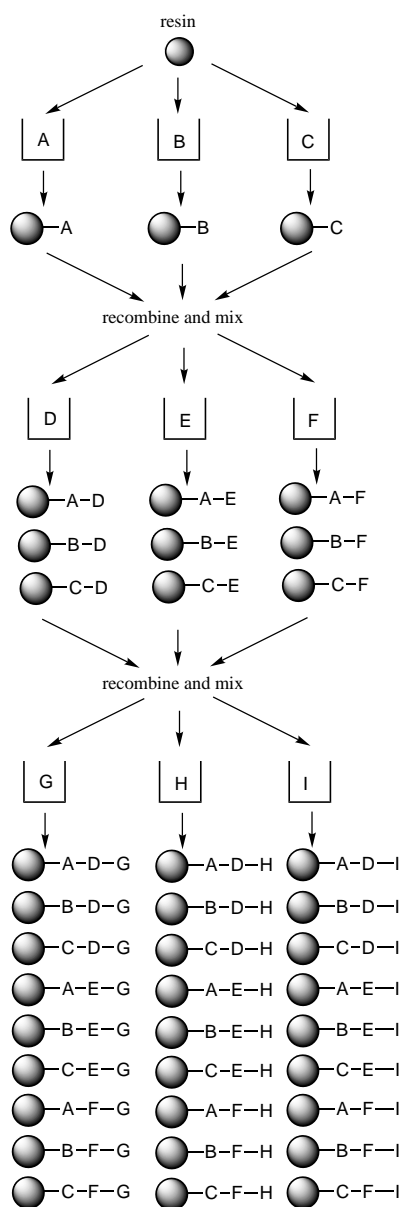 resin
A B C
A B C
recombine and mix
D E F
A-D A-E A-F
B-D B-E B-F
C-D C-E C-F
recombine and mix
G H I
A-D-G A-D-H A-D-I
B-D-G B-D-H B-D-I
C-D-G C-D-H C-D-I
A-E-G A-E-H A-E-I
B-E-G B-E-H B-E-I
C-E-G C-E-H C-E-I
A-F-G A-F-H A-F-I
B-F-G B-F-H B-F-I
C-F-G C-F-H C-F-I